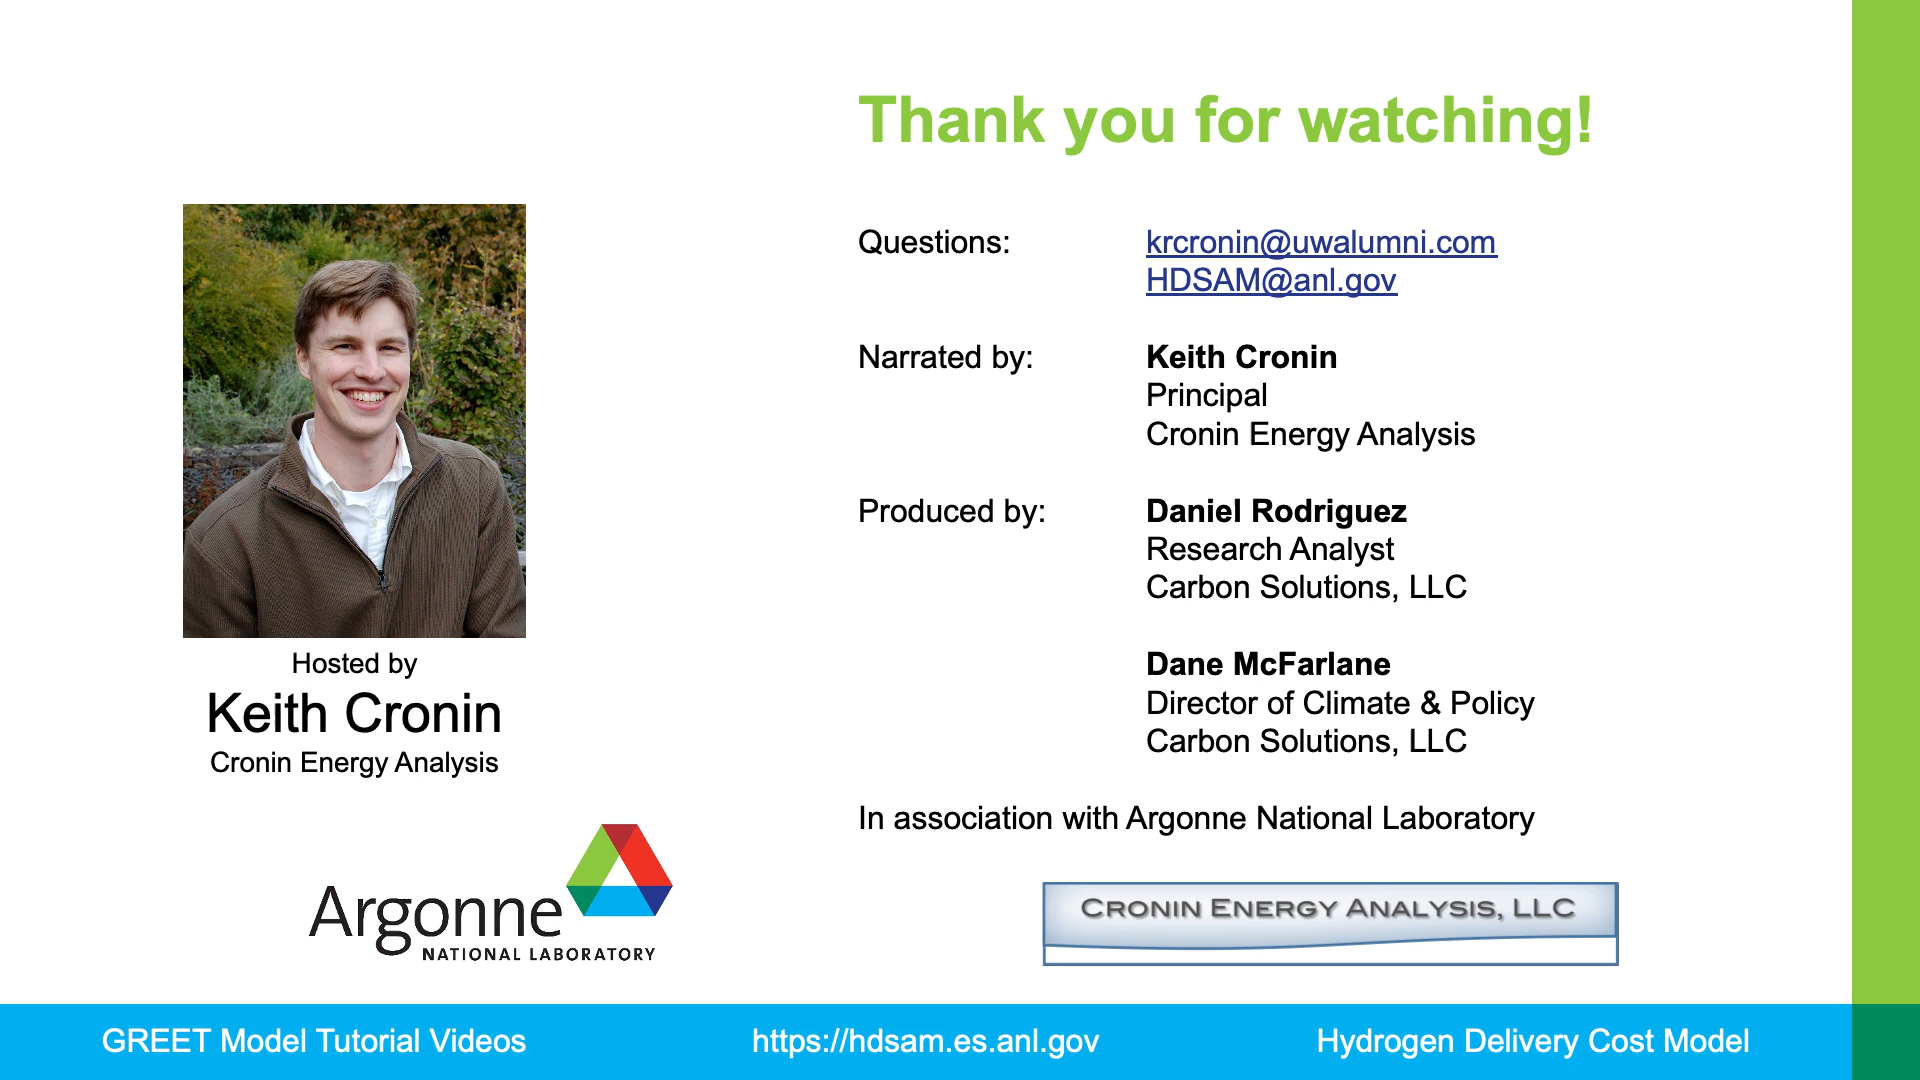 Thank you for watching!
Questions: krcronin@uwalumni.com
HDSAM@anl.gov
Narrated by: Keith Cronin
Principal
Cronin Energy Analysis
Produced by: Daniel Rodriguez
Research Analyst
Carbon Solutions, LLC
Dane McFarlane
Director of Climate & Policy
Carbon Solutions, LLC
In association with Argonne National Laboratory
Hosted by
Keith Cronin
Cronin Energy Analysis
Argonne
NATIONAL LABORATORY
CRONIN ENERGY ANALYSIS, LLC
GREET Model Tutorial Videos https://hdsam.es.anl.gov Hydrogen Delivery Cost Model